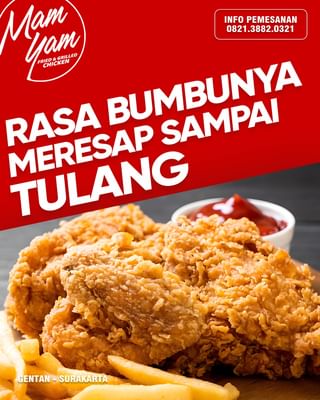 Mam
Yam
FRIED & GRILLED
CHICKEN
INFO PEMESANAN
0821.3882.0321
RASA BUMBUNYA
MERESAP SAMPAI
TULANG
GENTAN - SURAKARTA